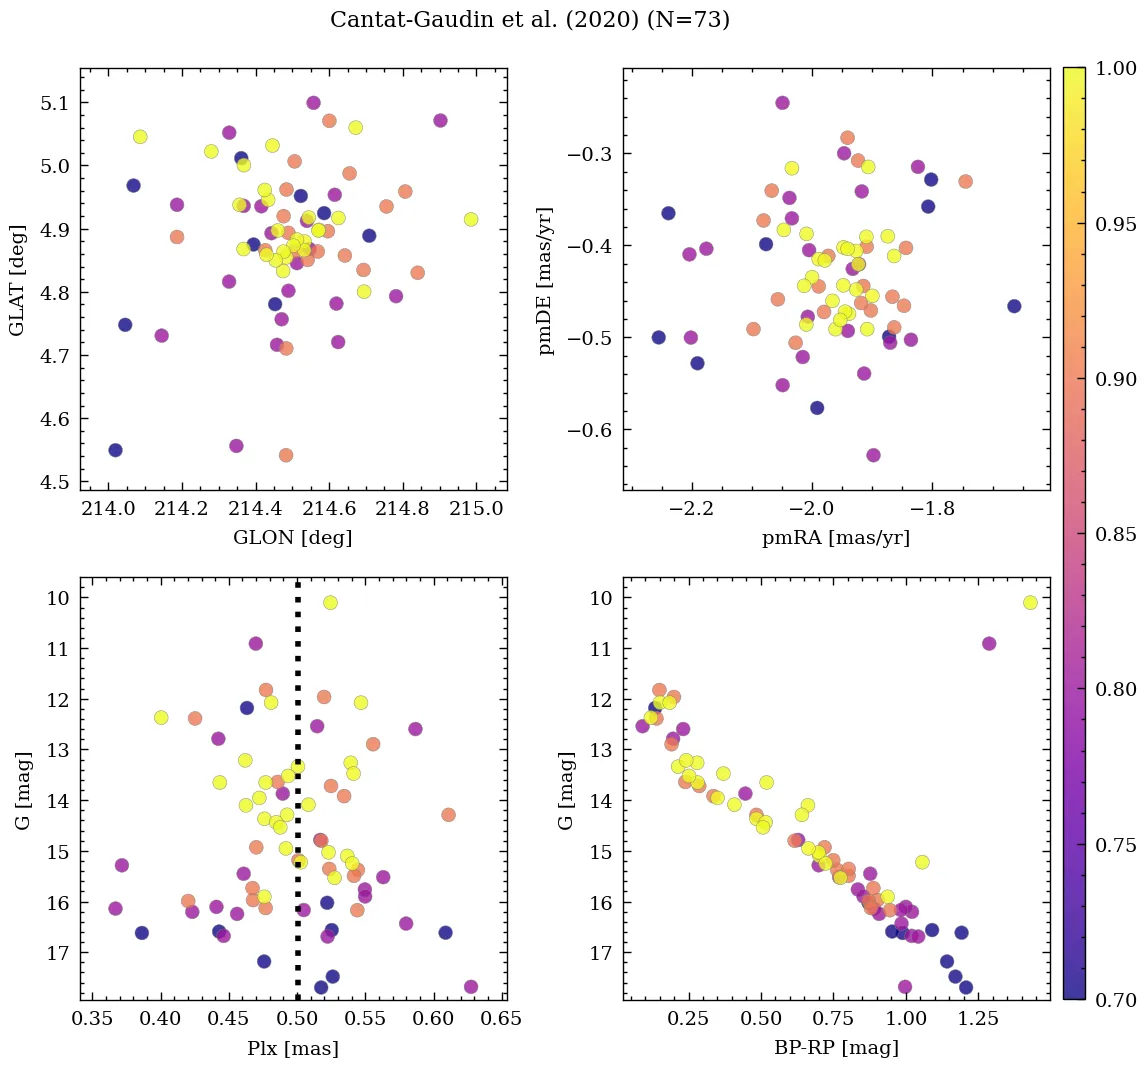 Cantat-Gaudin et al. (2020) (N=73)
5.1
5.0
4.9
4.8
4.7
4.6
4.5
GLAT [deg]
214.0 214.2 214.4 214.6 214.8 215.0
GLON [deg]
−0.3
−0.4
−0.5
−0.6
pmDE [mas/yr]
−2.2 −2.0 −1.8
pmRA [mas/yr]
1.00
0.95
0.90
0.85
0.80
0.75
0.70
10
11
12
13
14
15
16
17
G [mag]
0.35 0.40 0.45 0.50 0.55 0.60 0.65
Plx [mas]
10
11
12
13
14
15
16
17
G [mag]
0.25 0.50 0.75 1.00 1.25
BP-RP [mag]